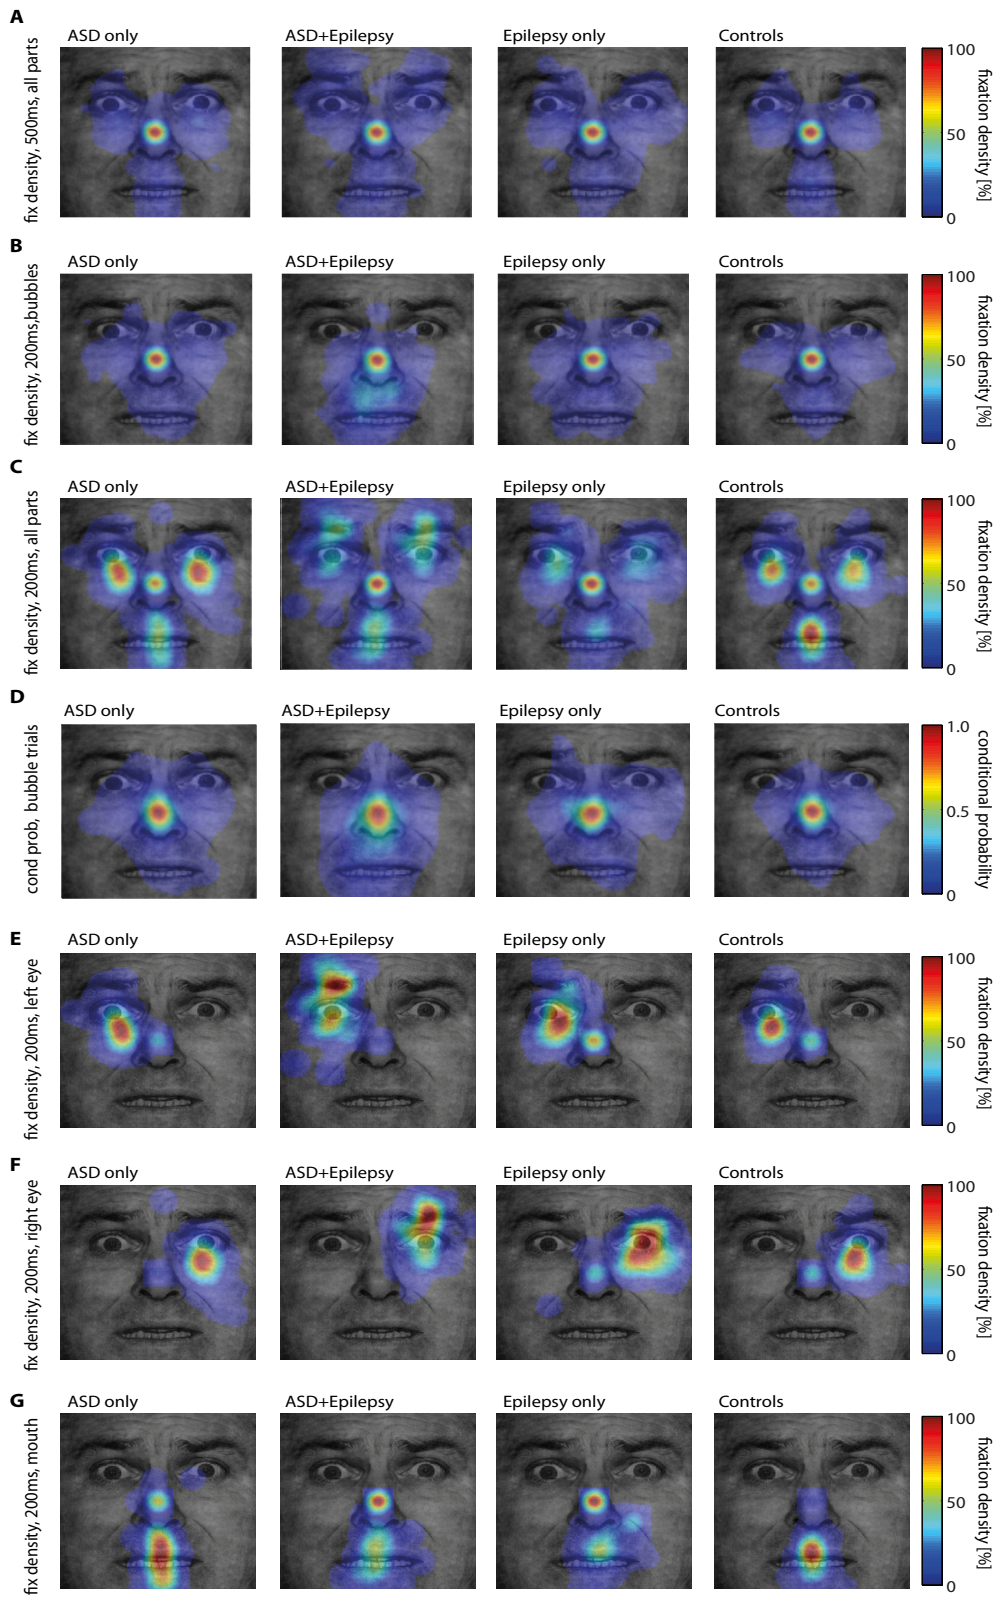 A
ASD only
ASD+Epilepsy
Epilepsy only
Controls
fix density, 500ms, all parts
100
50
0
fixation density [%]
B
ASD only
ASD+Epilepsy
Epilepsy only
Controls
fix density, 200ms,bubbles
100
50
0
fixation density [%]
C
ASD only
ASD+Epilepsy
Epilepsy only
Controls
fix density, 200ms, all parts
100
50
0
fixation density [%]
D
ASD only
ASD+Epilepsy
Epilepsy only
Controls
cond prob, bubble trials
1.0
0.5
0
conditional probability
E
ASD only
ASD+Epilepsy
Epilepsy only
Controls
fix density, 200ms, left eye
100
50
0
fixation density [%]
F
ASD only
ASD+Epilepsy
Epilepsy only
Controls
fix density, 200ms, right eye
100
50
0
fixation density [%]
G
ASD only
ASD+Epilepsy
Epilepsy only
Controls
fix density, 200ms, mouth
100
50
0
fixation density [%]